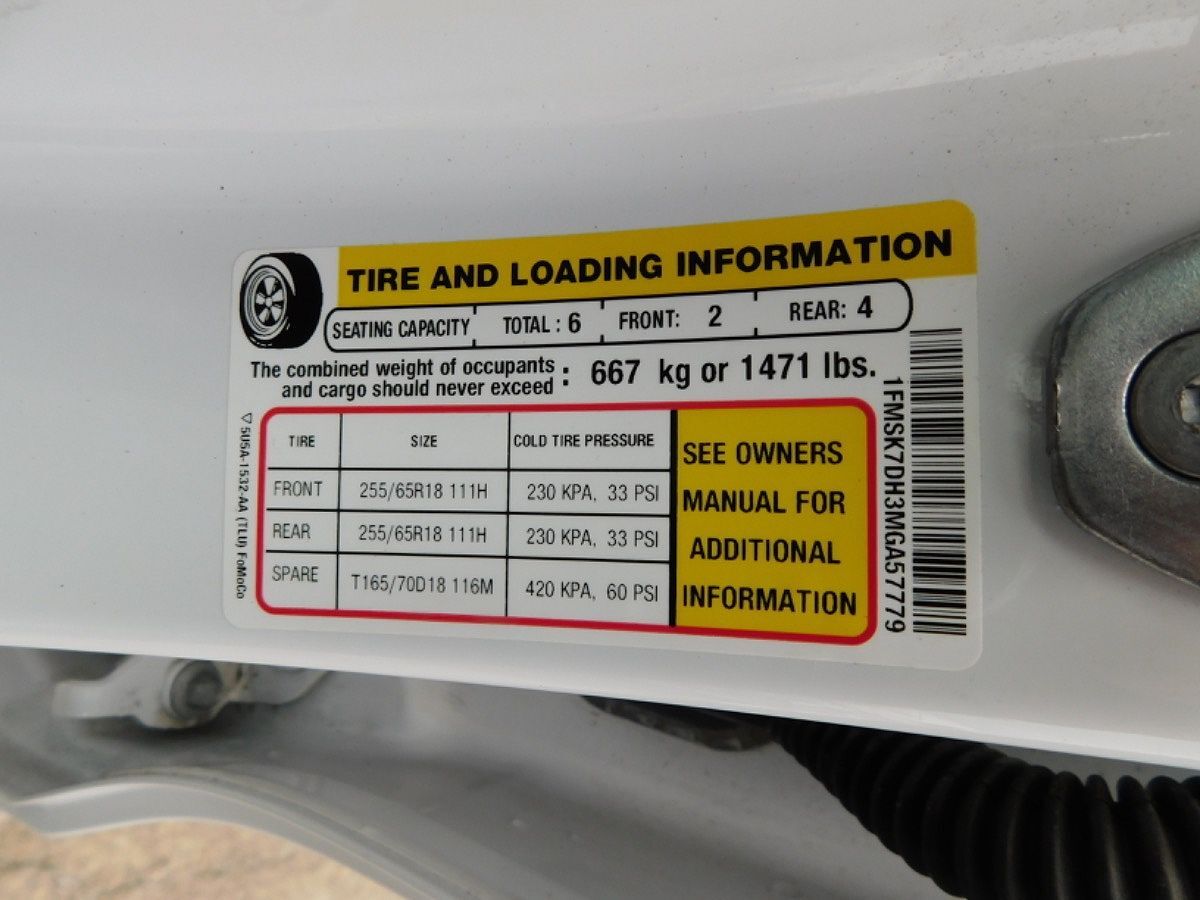 TIRE AND LOADING INFORMATION
SEATING CAPACITY TOTAL : 6 FRONT: 2 REAR: 4
The combined weight of occupants
and cargo should never exceed : 667 kg or 1471 lbs.
TIRE SIZE COLD TIRE PRESSURE
FRONT 255/65R18 111H 230 KPA, 33 PSI
REAR 255/65R18 111H 230 KPA, 33 PSI
SPARE T165/70D18 116M 420 KPA, 60 PSI
SEE OWNERS
MANUAL FOR
ADDITIONAL
INFORMATION
5U5A-1532-AA (TLU) FoMoCo
1FMSK7DH3MGA57779